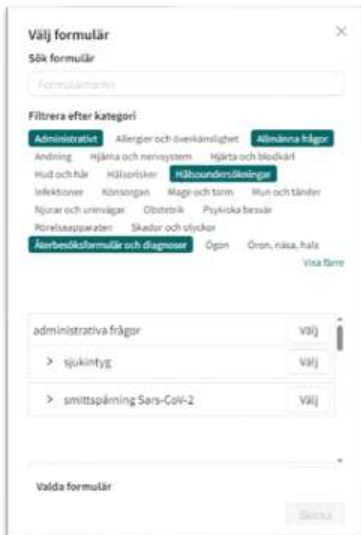 Välj formulär
Sök formulär
Formulärnamn
Filtrera efter kategori
Administrativt Allergier och överkänslighet Allmänna frågor
Andning Hjärna och nervsystem Hjärta och blodkärl
Hud och hår Hälsorisker Hälsoundersökningar
Infektioner Könsorgan Mage och tarm Mun och tänder
Njurar och urinvägar Obstetrik Psykiska besvär
Rörelseapparaten Skador och olyckor
Återbesöksformulär och diagnoser Ögon Öron, näsa, hals
Visa färre
administrativa frågor Välj
> sjukintyg Välj
> smittspårning Sars-CoV-2 Välj
Valda formulär
Skicka